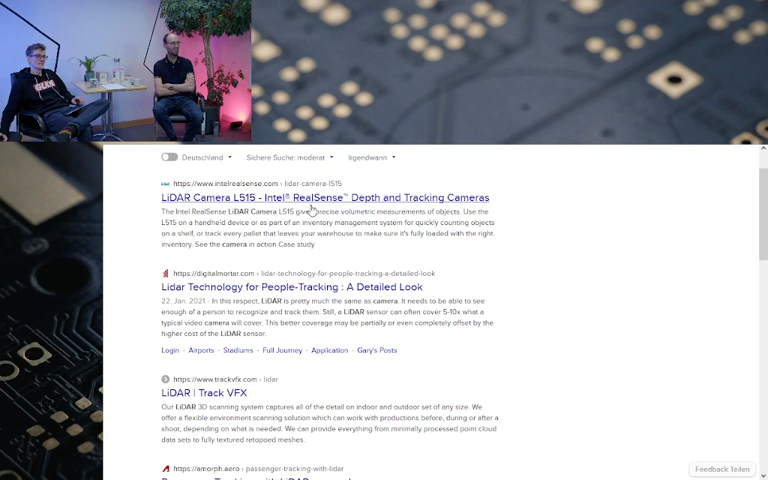 Deutschland Sichere Suche: moderat Irgendwann
https://www.intelrealsense.com › lidar-camera-l515
LiDAR Camera L515 - Intel® RealSense™ Depth and Tracking Cameras
The Intel RealSense LiDAR Camera L515 gives precise volumetric measurements of objects. Use the
L515 on a handheld device or as part of an inventory management system for quickly counting objects
on a shelf, or track every pallet that leaves your warehouse to make sure it's fully loaded with the right
inventory. See the camera in action Case study
https://digitalmortar.com › lidar-technology-for-people-tracking-a-detailed-look
Lidar Technology for People-Tracking : A Detailed Look
22. Jan. 2021 · In this respect, LiDAR is pretty much the same as camera. It needs to be able to see
enough of a person to recognize and track them. Still, a LiDAR sensor can often cover 5-10x what a
typical video camera will cover. This better coverage may be partially or even completely offset by the
higher cost of the LiDAR sensor.
Login · Airports · Stadiums · Full Journey · Application · Gary's Posts
https://www.trackvfx.com › lidar
LiDAR | Track VFX
Our LiDAR 3D scanning system captures all of the detail on indoor and outdoor set of any size. We
offer a flexible environment scanning solution which can work with productions before, during or after a
shoot, depending on what is needed. We can provide everything from minimally processed point cloud
data sets to fully textured retopoed meshes.
https://amorph.aero › passenger-tracking-with-lidar
Feedback Teilen